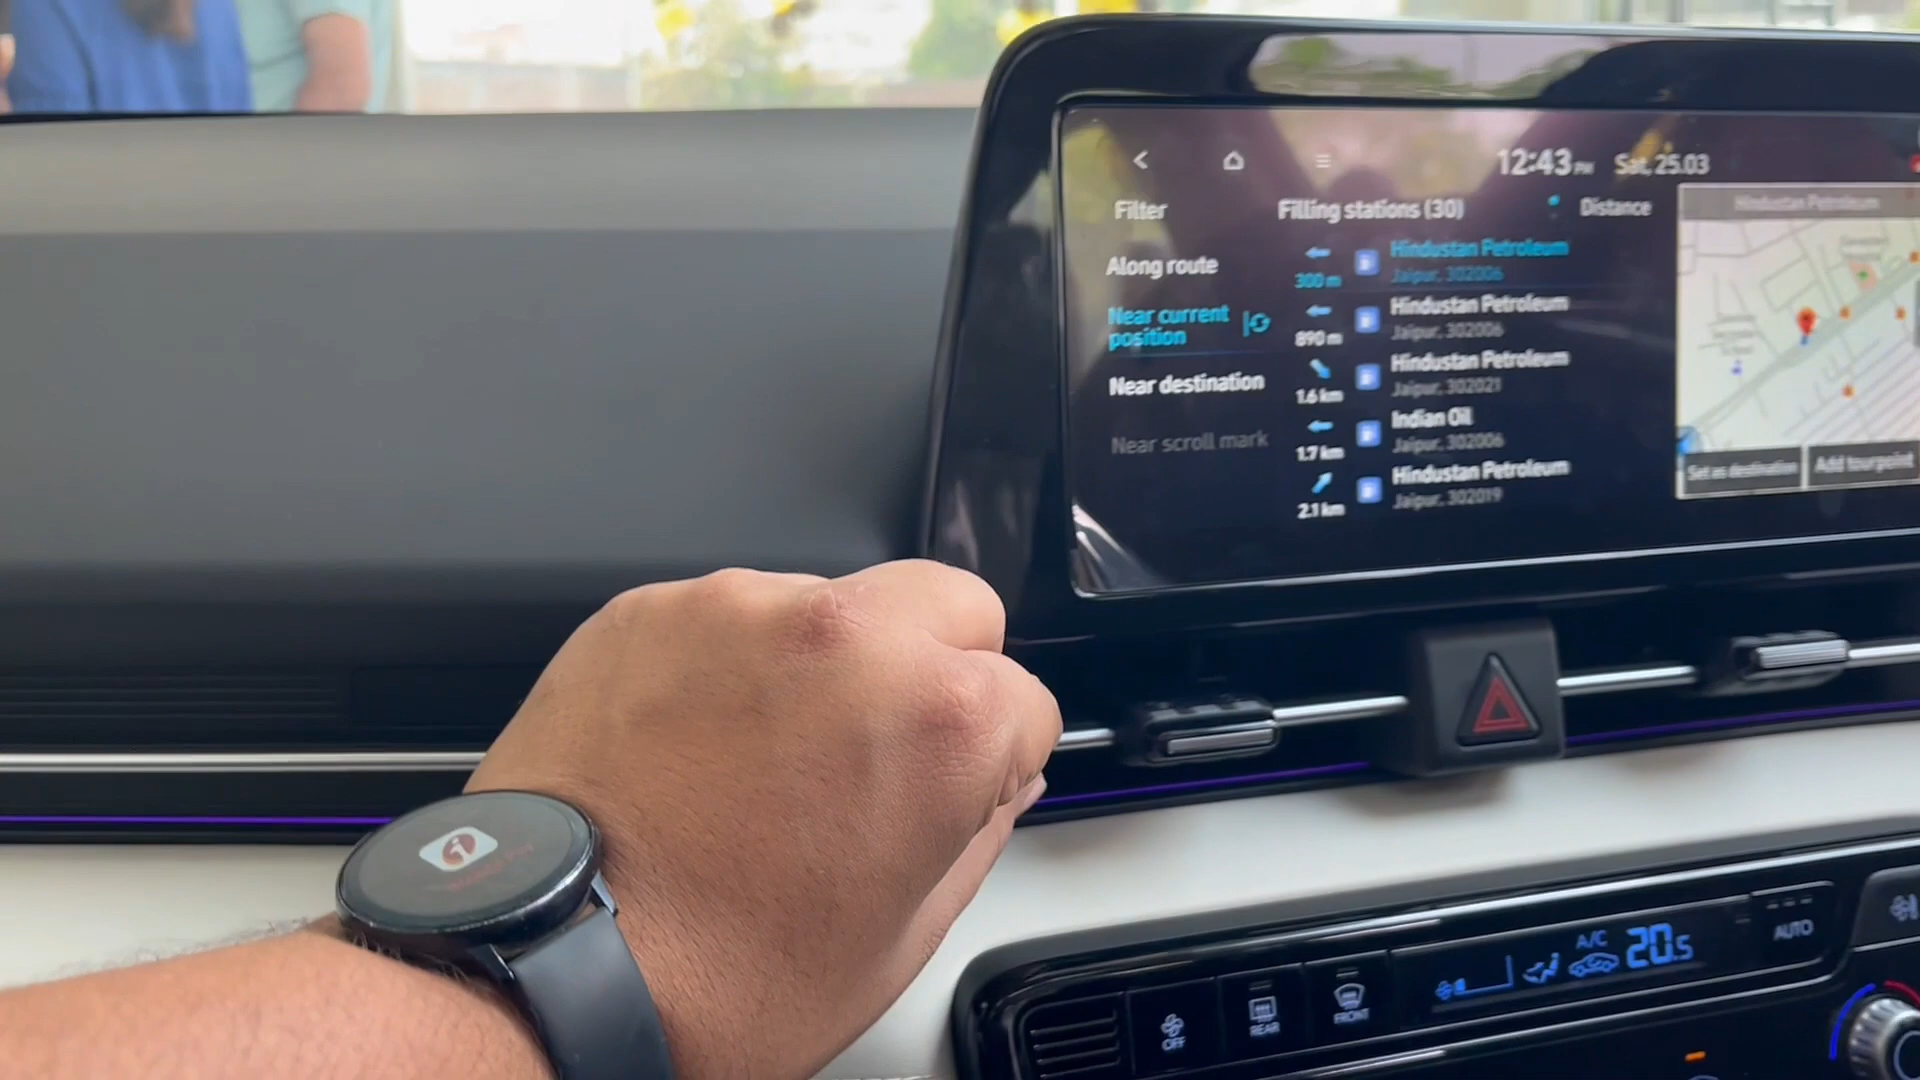 12:43 PM Sat, 25.03
Filter
Filling stations (30)
Distance
Along route
Near current position
Near destination
Near scroll mark
Hindustan Petroleum
300 m
Jaipur, 302006
Hindustan Petroleum
890 m
Jaipur, 302006
Hindustan Petroleum
1.6 km
Jaipur, 302021
Indian Oil
1.7 km
Jaipur, 302006
Hindustan Petroleum
2.1 km
Jaipur, 302019
Hindustan Petroleum
Set as destination
Add tourpoint
A/C
20.5
AUTO
OFF
REAR
FRONT